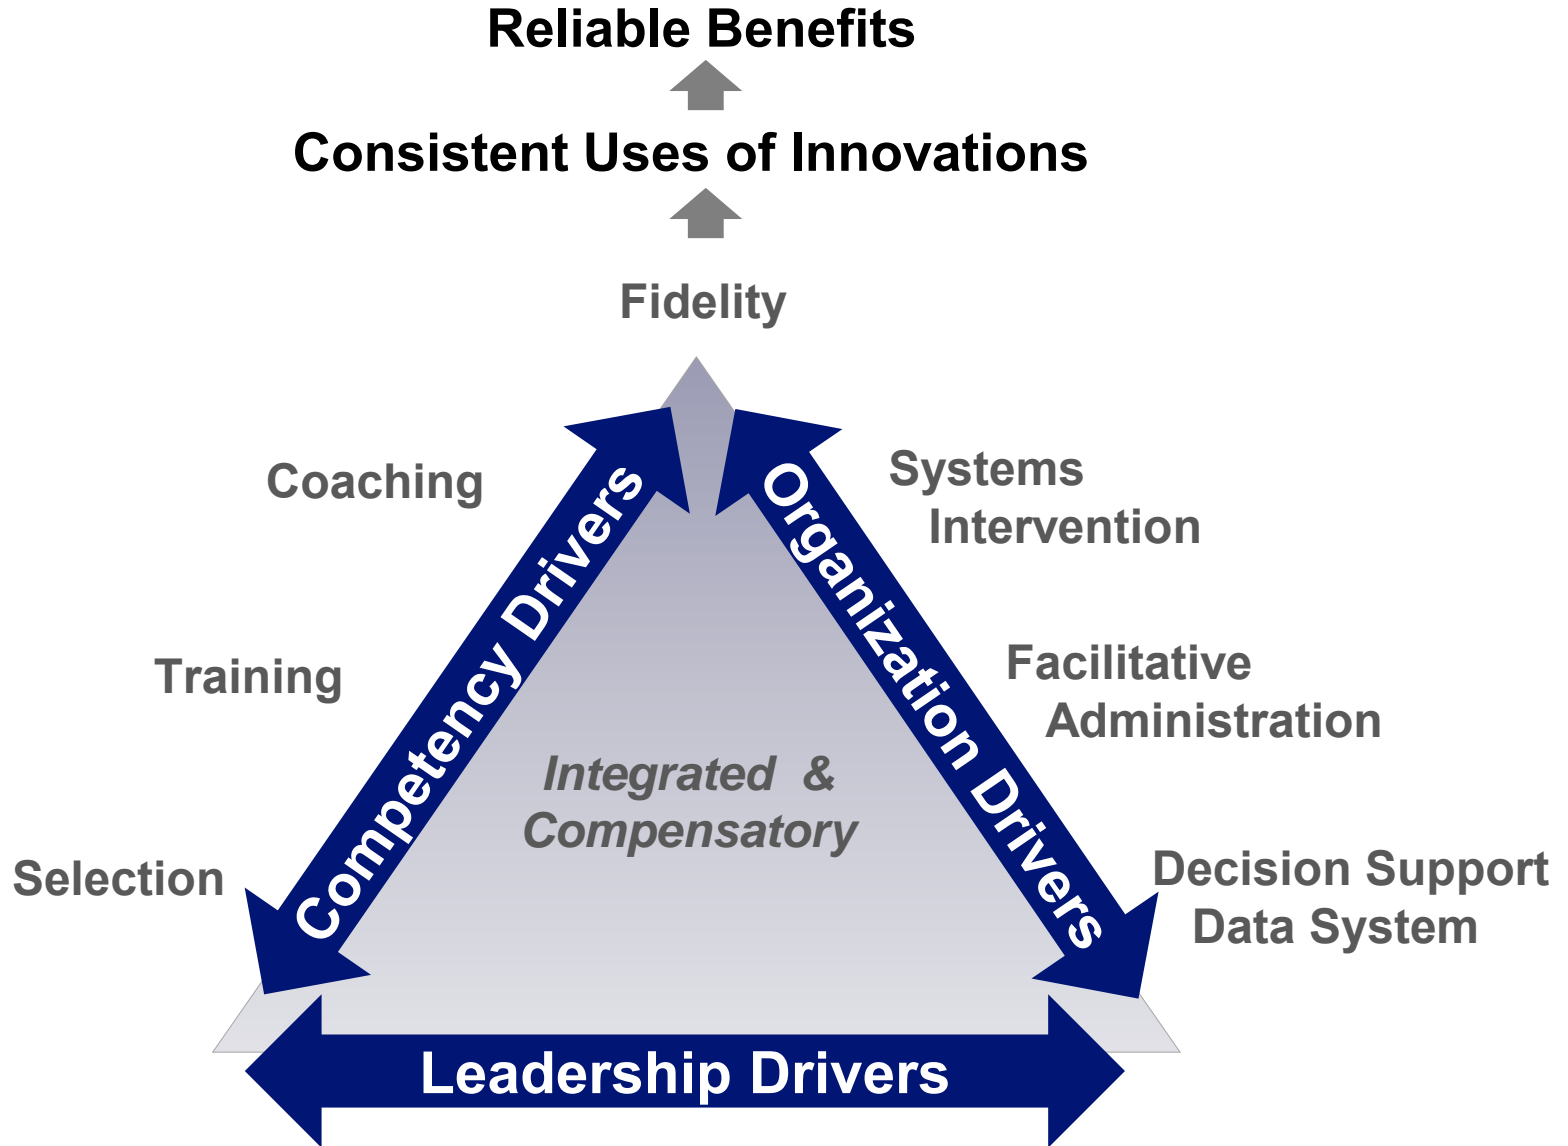 Reliable Benefits
Consistent Uses of Innovations
Fidelity
Coaching
Training
Selection
Competency Drivers
Integrated & 
Compensatory
Organization Drivers
Systems
Intervention
Facilitative
Administration
Decision Support
Data System
Leadership Drivers